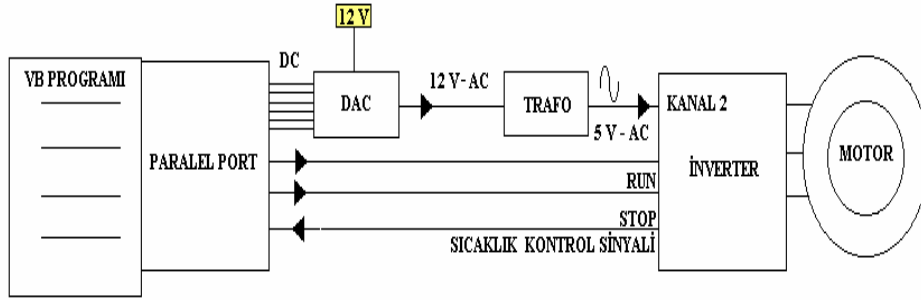 12 V
VB PROGRAMI
DC
DAC
12 V- AC
TRAFO
5 V - AC
KANAL 2
PARALEL PORT
RUN
İNVERTER
MOTOR
STOP
SICAKLIK KONTROL SİNYALİ